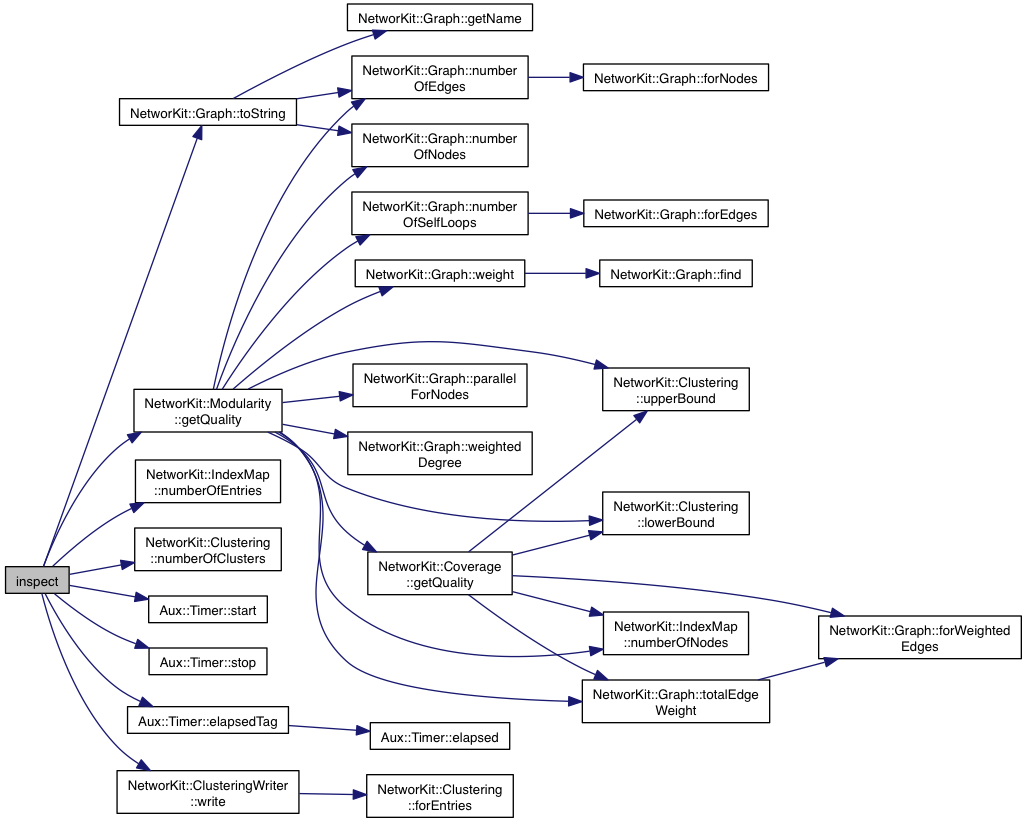 NetworKit::Graph::getName
NetworKit::Graph::number
OfEdges
NetworKit::Graph::forNodes
NetworKit::Graph::toString
NetworKit::Graph::number
OfNodes
NetworKit::Graph::number
OfSelfLoops
NetworKit::Graph::forEdges
NetworKit::Graph::weight
NetworKit::Graph::find
NetworKit::Modularity
::getQuality
NetworKit::Graph::parallel
ForNodes
NetworKit::Clustering
::upperBound
NetworKit::Graph::weighted
Degree
NetworKit::IndexMap
::numberOfEntries
NetworKit::Clustering
::lowerBound
NetworKit::Clustering
::numberOfClusters
NetworKit::Coverage
::getQuality
inspect
Aux::Timer::start
NetworKit::IndexMap
::numberOfNodes
NetworKit::Graph::forWeighted
Edges
Aux::Timer::stop
NetworKit::Graph::totalEdge
Weight
Aux::Timer::elapsedTag
Aux::Timer::elapsed
NetworKit::ClusteringWriter
::write
NetworKit::Clustering
::forEntries